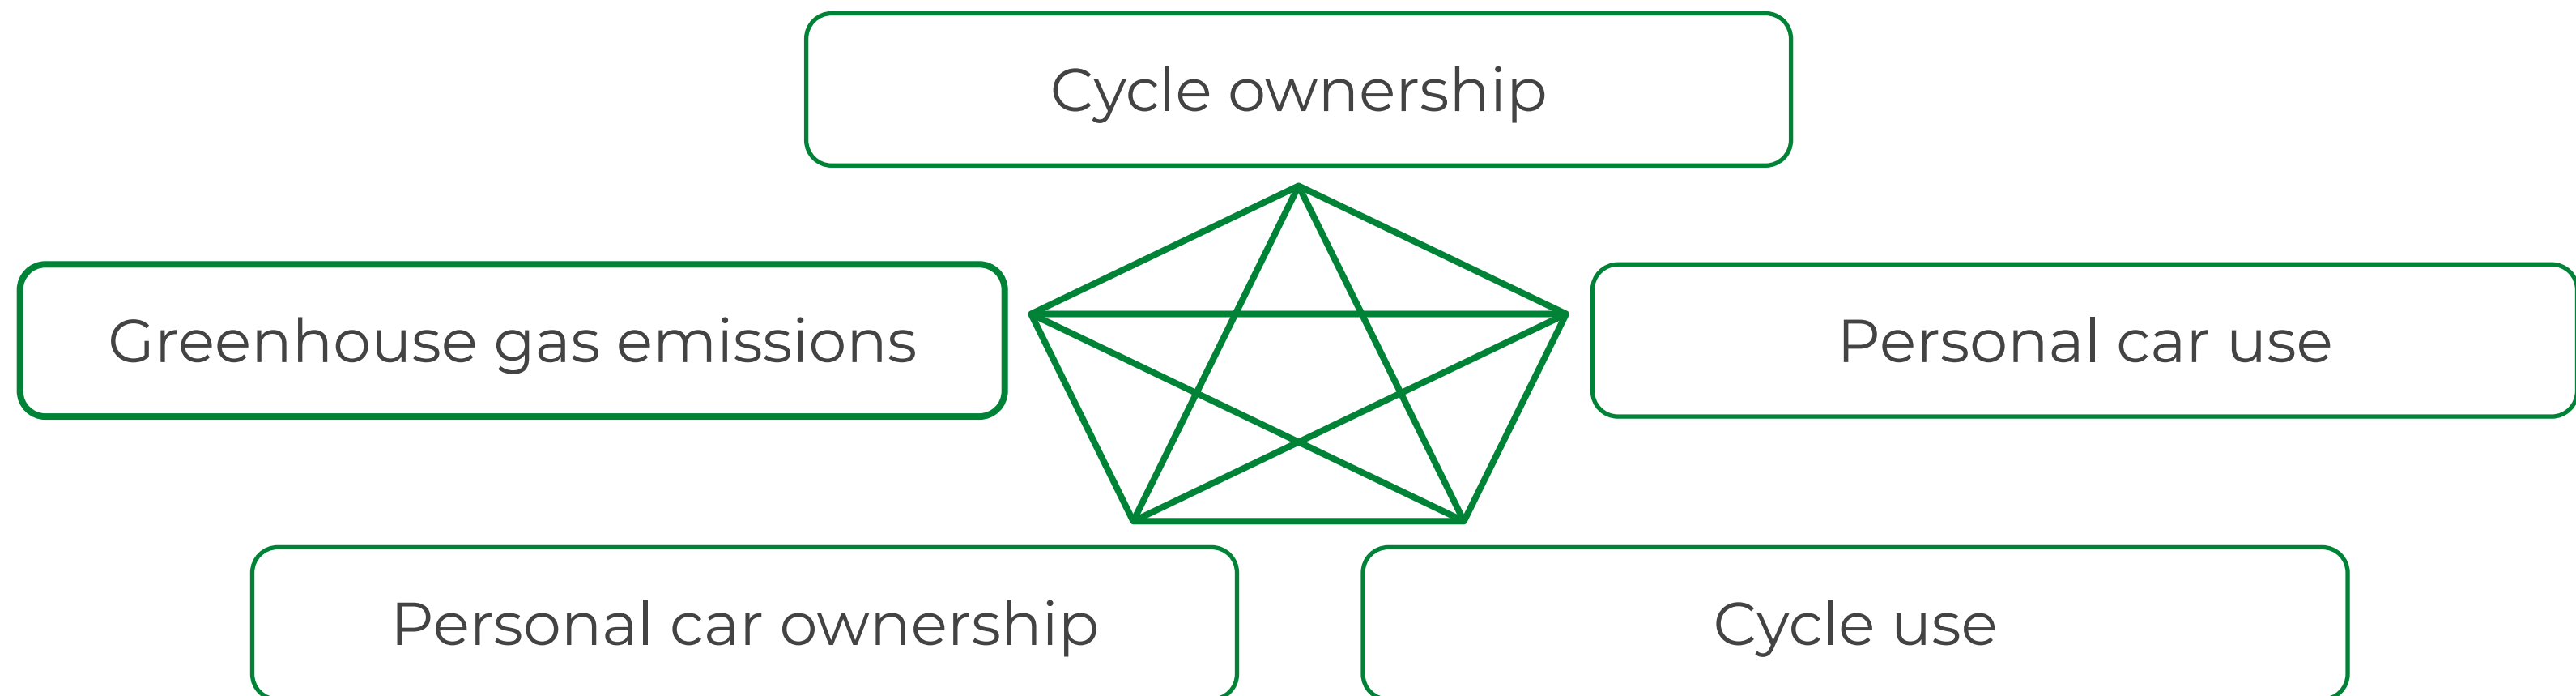 Cycle ownership
Greenhouse gas emissions
Personal car use
Personal car ownership
Cycle use